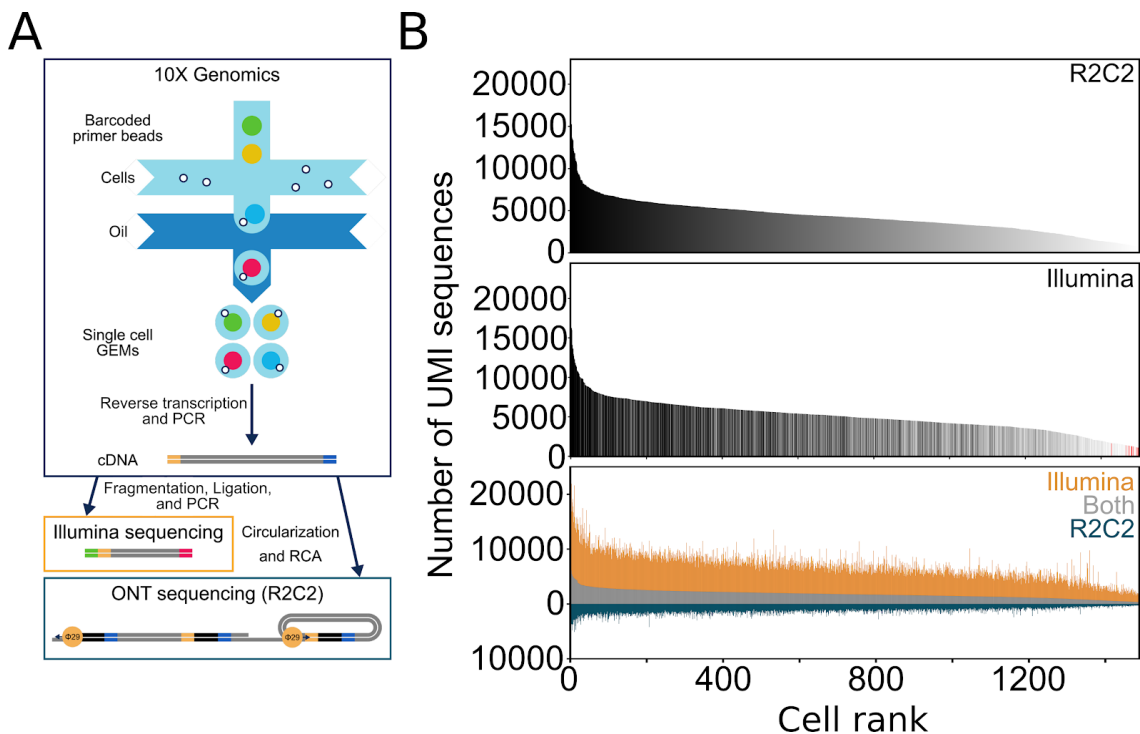 A
10X Genomics
Barcoded
primer beads
Cells
Oil
Single cell
GEMs
Reverse transcription
and PCR
cDNA
Fragmentation, Ligation,
and PCR
Illumina sequencing
Circularization
and RCA
ONT sequencing (R2C2)
Φ29
Φ29
B
Number of UMI sequences
R2C2
20000
15000
10000
5000
0
Illumina
20000
15000
10000
5000
0
Illumina
Both
R2C2
20000
10000
0
10000
0
400
800
1200
Cell rank